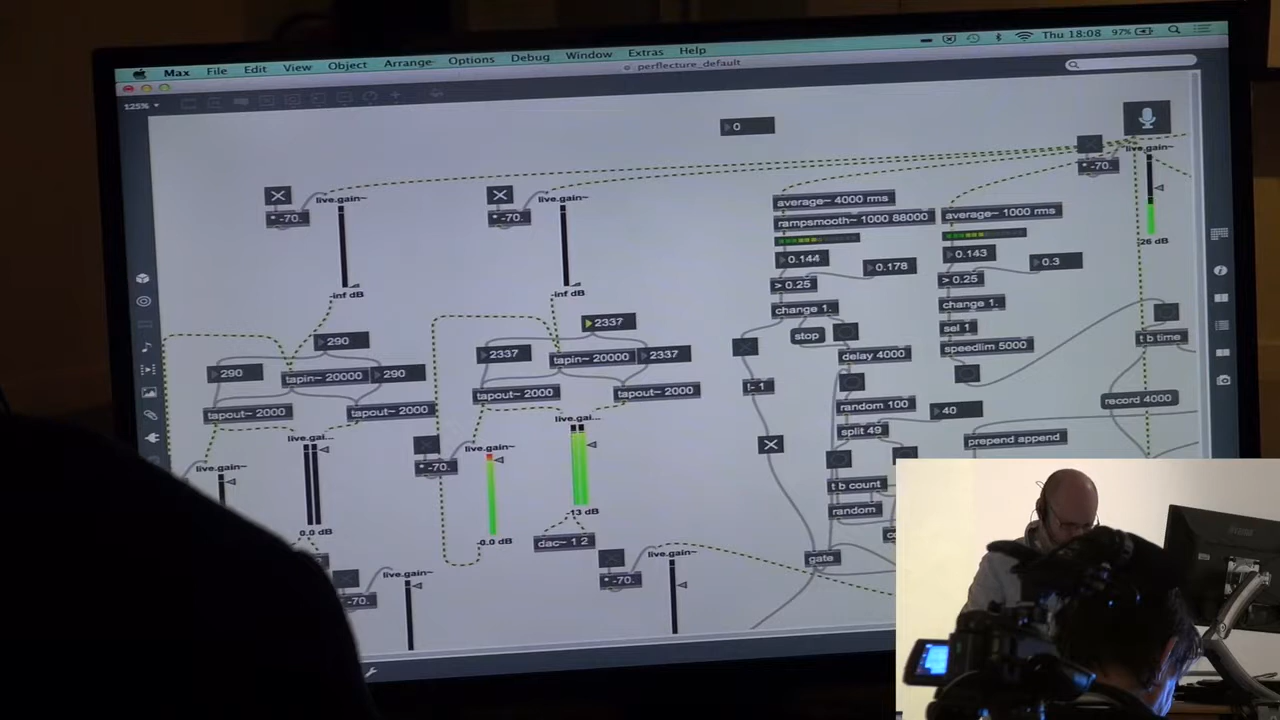 Max File Edit View Object Arrange Options Debug Window Extras Help
Thu 18:08 97%
perflecture_default
125%
0
live.gain~
* -70.
-26 dB
live.gain~
* -70.
-inf dB
live.gain~
* -70.
-inf dB
average~ 4000 rms
rampsmooth~ 1000 88000
0.144
0.178
> 0.25
change 1.
stop
delay 4000
random 100
40
split 49
t b count
random
gate
!- 1
average~ 1000 rms
0.143
0.3
> 0.25
change 1.
sel 1
speedlim 5000
t b time
record 4000
prepend append
290
290
tapin~ 20000
290
tapout~ 2000
tapout~ 2000
live.gai...
0.0 dB
live.gain~
2337
2337
tapin~ 20000
2337
tapout~ 2000
tapout~ 2000
live.gai...
-13 dB
dac~ 1 2
* -70.
live.gain~
-0.0 dB
* -70.
live.gain~
* -70.
live.gain~